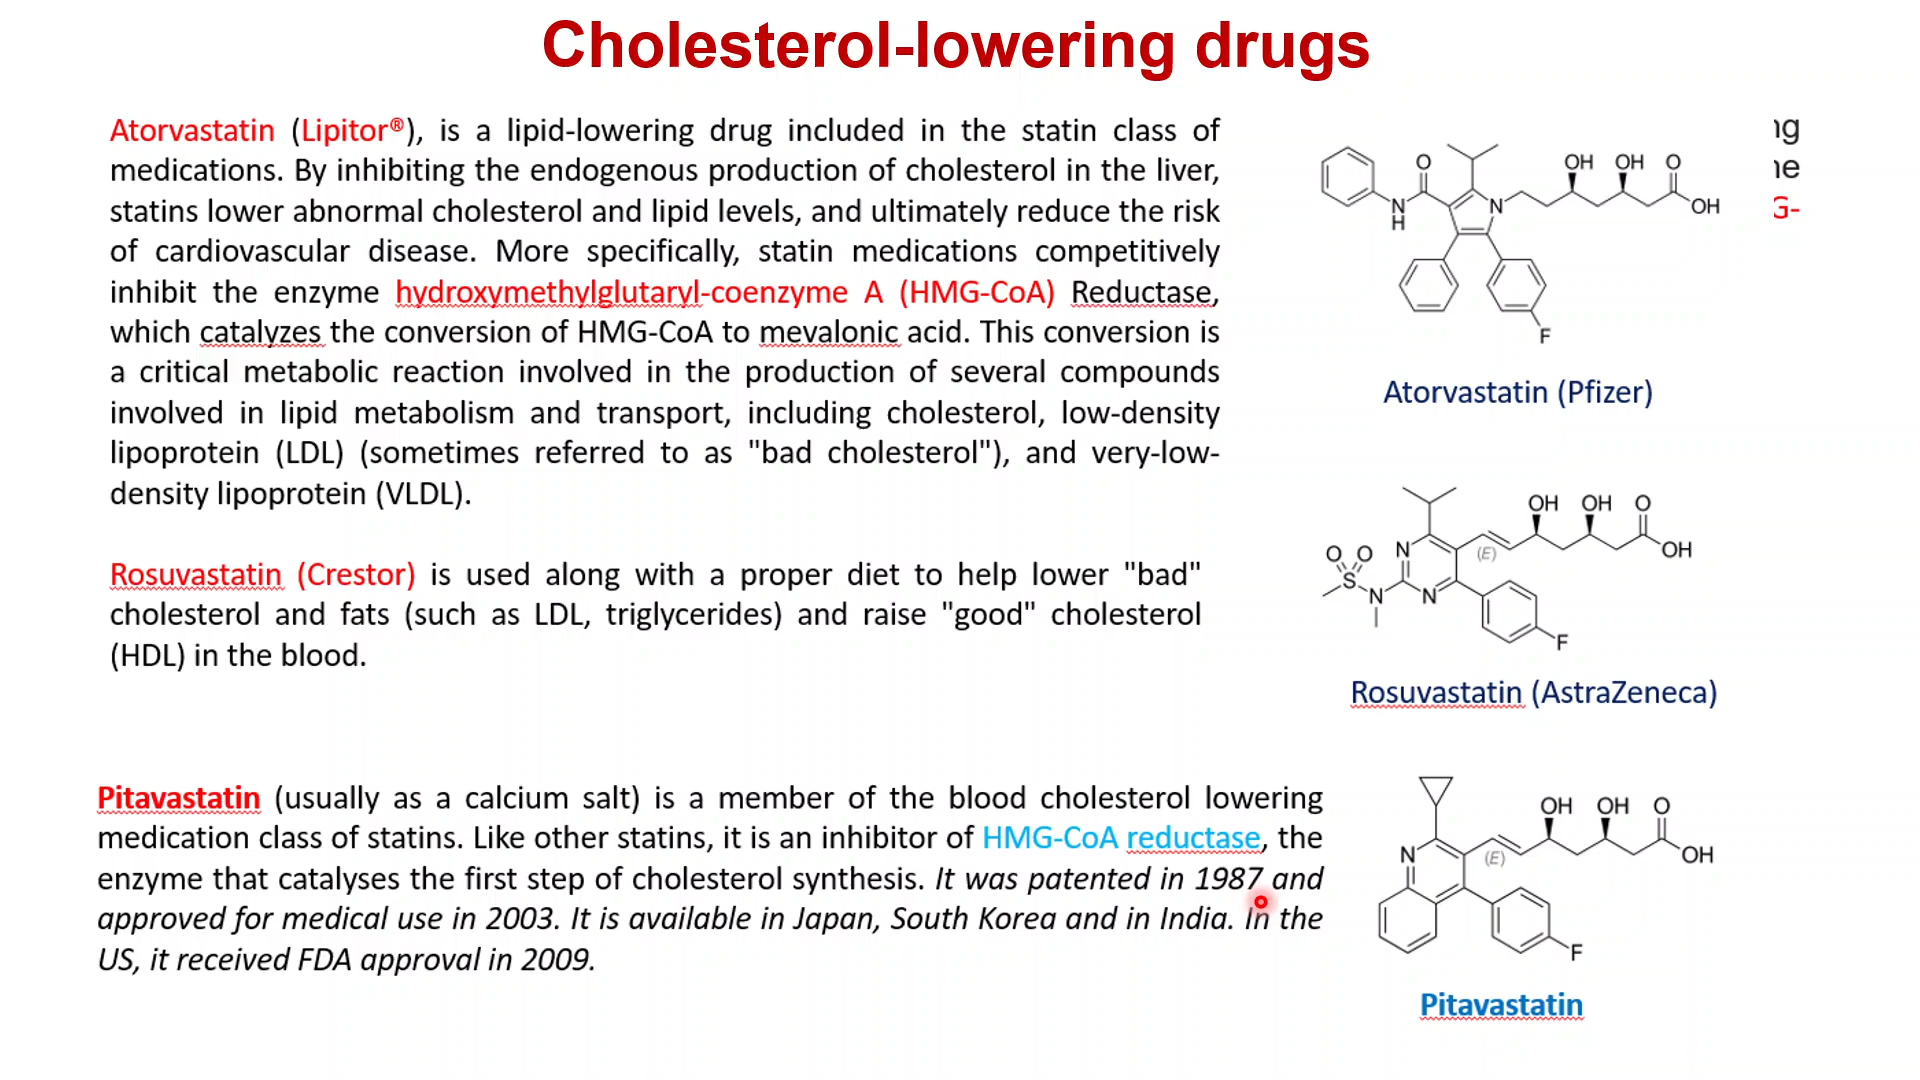 Cholesterol-lowering drugs
Atorvastatin (Lipitor®), is a lipid-lowering drug included in the statin class of
medications. By inhibiting the endogenous production of cholesterol in the liver,
statins lower abnormal cholesterol and lipid levels, and ultimately reduce the risk
of cardiovascular disease. More specifically, statin medications competitively
inhibit the enzyme hydroxymethylglutaryl-coenzyme A (HMG-CoA) Reductase,
which catalyzes the conversion of HMG-CoA to mevalonic acid. This conversion is
a critical metabolic reaction involved in the production of several compounds
involved in lipid metabolism and transport, including cholesterol, low-density
lipoprotein (LDL) (sometimes referred to as "bad cholesterol"), and very-low-
density lipoprotein (VLDL).
OH OH O
O
N
H
N
OH
F
Atorvastatin (Pfizer)
Rosuvastatin (Crestor) is used along with a proper diet to help lower "bad"
cholesterol and fats (such as LDL, triglycerides) and raise "good" cholesterol
(HDL) in the blood.
OH OH O
N
(E)
OH
O O
S
N
N
F
Rosuvastatin (AstraZeneca)
Pitavastatin (usually as a calcium salt) is a member of the blood cholesterol lowering
medication class of statins. Like other statins, it is an inhibitor of HMG-CoA reductase, the
enzyme that catalyses the first step of cholesterol synthesis. It was patented in 1987 and
approved for medical use in 2003. It is available in Japan, South Korea and in India. In the
US, it received FDA approval in 2009.
OH OH O
N
(E)
OH
F
Pitavastatin